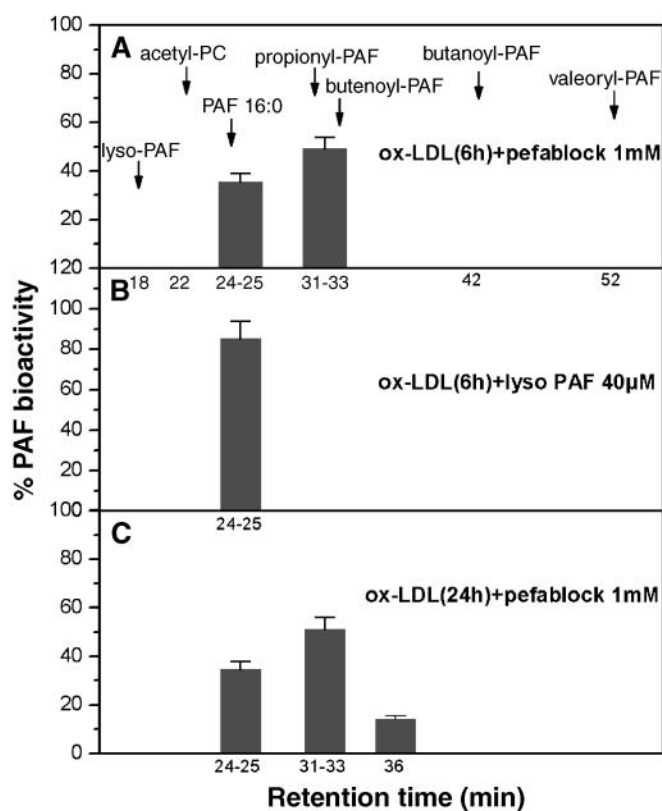 100
A
acetyl-PC
propionyl-PAF
butanoyl-PAF
80
butenoyl-PAF
valeoryl-PAF
PAF 16:0
60
lyso-PAF
ox-LDL(6h)+pefablock 1mM
40
20
120
18 22 24-25 31-33 42 52
B
100
80
ox-LDL(6h)+lyso PAF 40µM
60
40
20
100
24-25
C
80
ox-LDL(24h)+pefablock 1mM
60
40
20
0
24-25 31-33 36
% PAF bioactivity
Retention time (min)